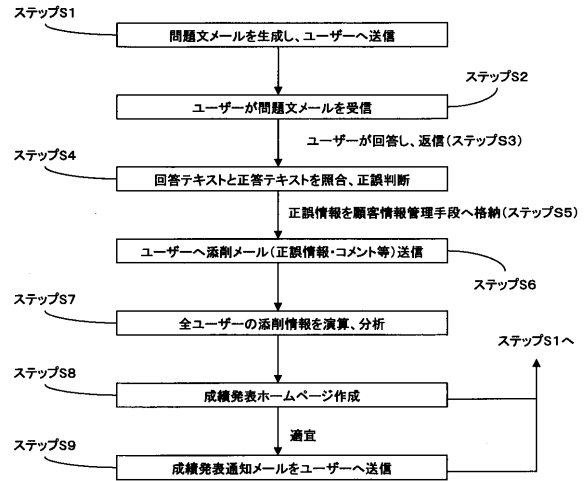 ステップS1
問題文メールを生成し、ユーザーへ送信
ステップS2
ユーザーが問題文メールを受信
ユーザーが回答し、返信(ステップS3)
ステップS4
回答テキストと正答テキストを照合、正誤判断
正誤情報を顧客情報管理手段へ格納(ステップS5)
ユーザーへ添削メール(正誤情報・コメント等)送信
ステップS6
ステップS7
全ユーザーの添削情報を演算、分析
ステップS1へ
ステップS8
成績発表ホームページ作成
適宜
ステップS9
成績発表通知メールをユーザーへ送信